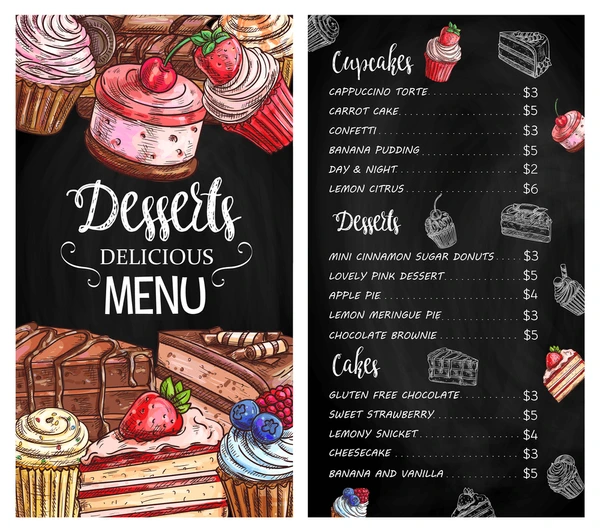 Desserts
DELICIOUS
MENU
Cupcakes
CAPPUCCINO TORTE $3
CARROT CAKE $5
CONFETTI $3
BANANA PUDDING $5
DAY & NIGHT $2
LEMON CITRUS $6
Desserts
MINI CINNAMON SUGAR DONUTS $3
LOVELY PINK DESSERT $5
APPLE PIE $4
LEMON MERINGUE PIE $3
CHOCOLATE BROWNIE $5
Cakes
GLUTEN FREE CHOCOLATE $3
SWEET STRAWBERRY $5
LEMONY SNICKET $4
CHEESECAKE $3
BANANA AND VANILLA $5